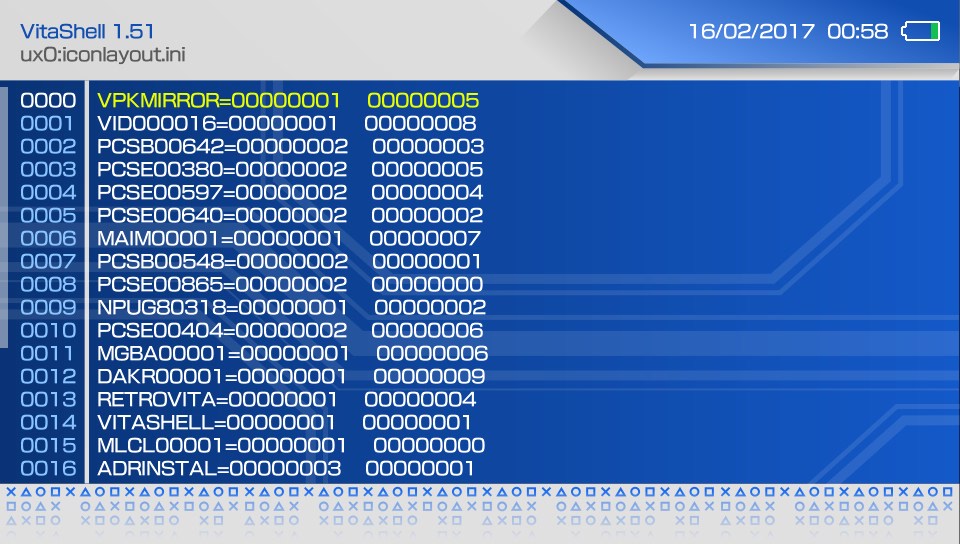 VitaShell 1.51
16/02/2017 00:58
ux0:iconlayout.ini
0000 VPKMIRROR=00000001 00000005
0001 VID000016=00000001 00000008
0002 PCSB00642=00000002 00000003
0003 PCSE00380=00000002 00000005
0004 PCSE00597=00000002 00000004
0005 PCSE00640=00000002 00000002
0006 MAIM00001=00000001 00000007
0007 PCSB00548=00000002 00000001
0008 PCSE00865=00000002 00000000
0009 NPUG80318=00000001 00000002
0010 PCSE00404=00000002 00000006
0011 MGBA00001=00000001 00000006
0012 DAKR00001=00000001 00000009
0013 RETROVITA=00000001 00000004
0014 VITASHELL=00000001 00000001
0015 MLCL00001=00000001 00000000
0016 ADRINSTAL=00000003 00000001